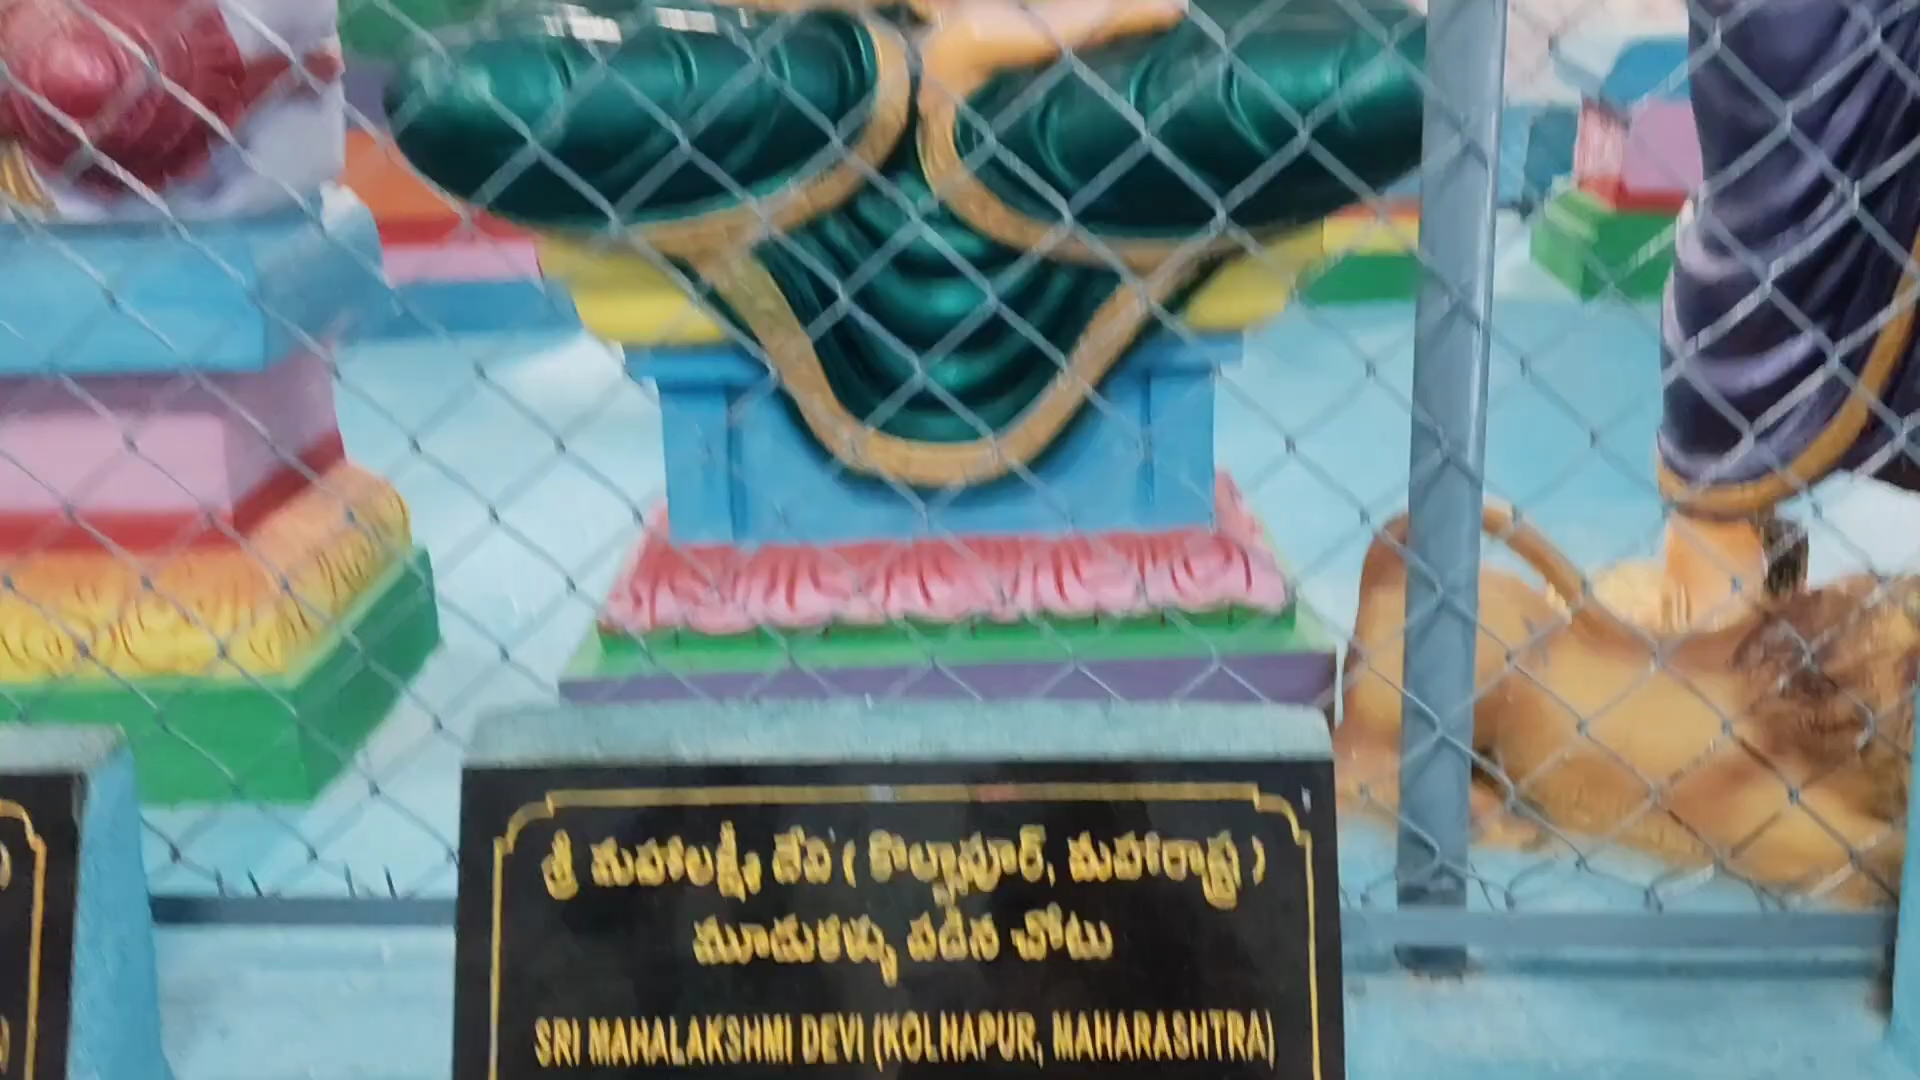 శ్రీ మహాలక్ష్మీ దేవి ( కొల్హాపూర్, మహారాష్ట్ర )
మూడుకళ్ళు పడిన చోటు
SRI MAHALAKSHMI DEVI (KOLHAPUR, MAHARASHTRA)